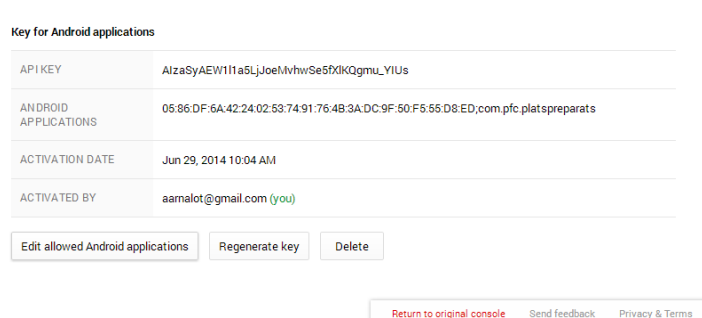 Key for Android applications
API KEY AIzaSyAEW1l1a5LjJoeMvhwSe5fXlKQgmu_YIUs
ANDROID APPLICATIONS 05:86:DF:6A:42:24:02:53:74:91:76:4B:3A:DC:9F:50:F5:55:D8:ED;com.pfc.platspreparats
ACTIVATION DATE Jun 29, 2014 10:04 AM
ACTIVATED BY aarnalot@gmail.com (you)
Edit allowed Android applications Regenerate key Delete
Return to original console Send feedback Privacy & Terms